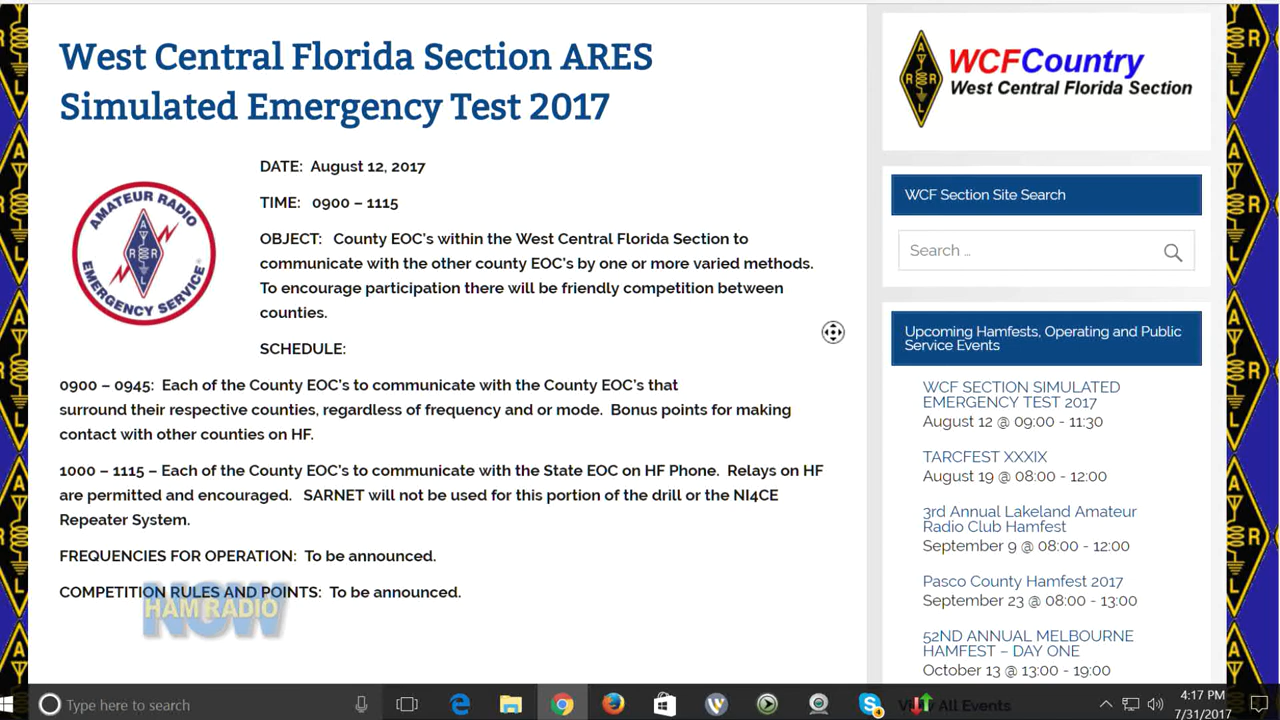 West Central Florida Section ARES
Simulated Emergency Test 2017
DATE: August 12, 2017
TIME: 0900 – 1115
OBJECT: County EOC's within the West Central Florida Section to
communicate with the other county EOC's by one or more varied methods.
To encourage participation there will be friendly competition between
counties.
SCHEDULE:
AMATEUR RADIO
A
R R
L
EMERGENCY SERVICE
0900 – 0945: Each of the County EOC's to communicate with the County EOC's that
surround their respective counties, regardless of frequency and or mode. Bonus points for making
contact with other counties on HF.
1000 – 1115 – Each of the County EOC's to communicate with the State EOC on HF Phone. Relays on HF
are permitted and encouraged. SARNET will not be used for this portion of the drill or the NI4CE
Repeater System.
FREQUENCIES FOR OPERATION: To be announced.
COMPETITION RULES AND POINTS: To be announced.
HAM RADIO
NOW
A
R R
L
WCFCountry
West Central Florida Section
WCF Section Site Search
Search ...
Upcoming Hamfests, Operating and Public
Service Events
WCF SECTION SIMULATED
EMERGENCY TEST 2017
August 12 @ 09:00 - 11:30
TARCFEST XXXIX
August 19 @ 08:00 - 12:00
3rd Annual Lakeland Amateur
Radio Club Hamfest
September 9 @ 08:00 - 12:00
Pasco County Hamfest 2017
September 23 @ 08:00 - 13:00
52ND ANNUAL MELBOURNE
HAMFEST – DAY ONE
October 13 @ 13:00 - 19:00
View All Events
Type here to search
4
4:17 PM
7/31/2017